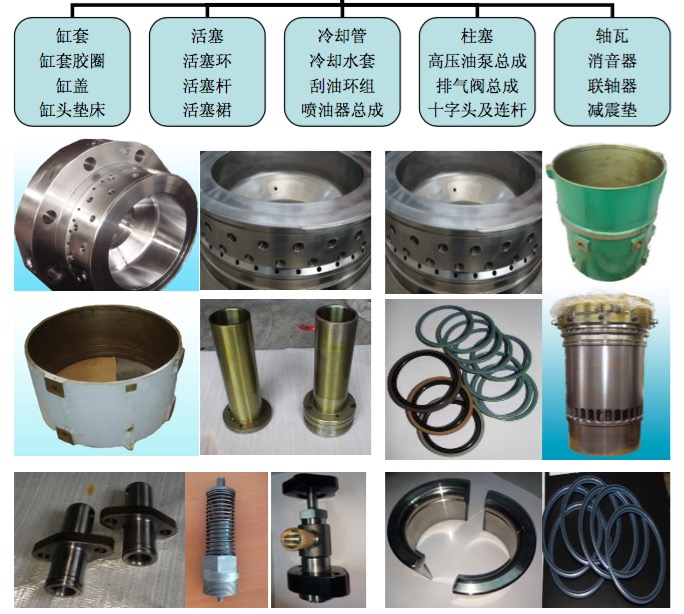 缸套
缸套胶圈
缸盖
缸头垫床
活塞
活塞环
活塞杆
活塞裙
冷却管
冷却水套
刮油环组
喷油器总成
柱塞
高压油泵总成
排气阀总成
十字头及连杆
轴瓦
消音器
联轴器
减震垫